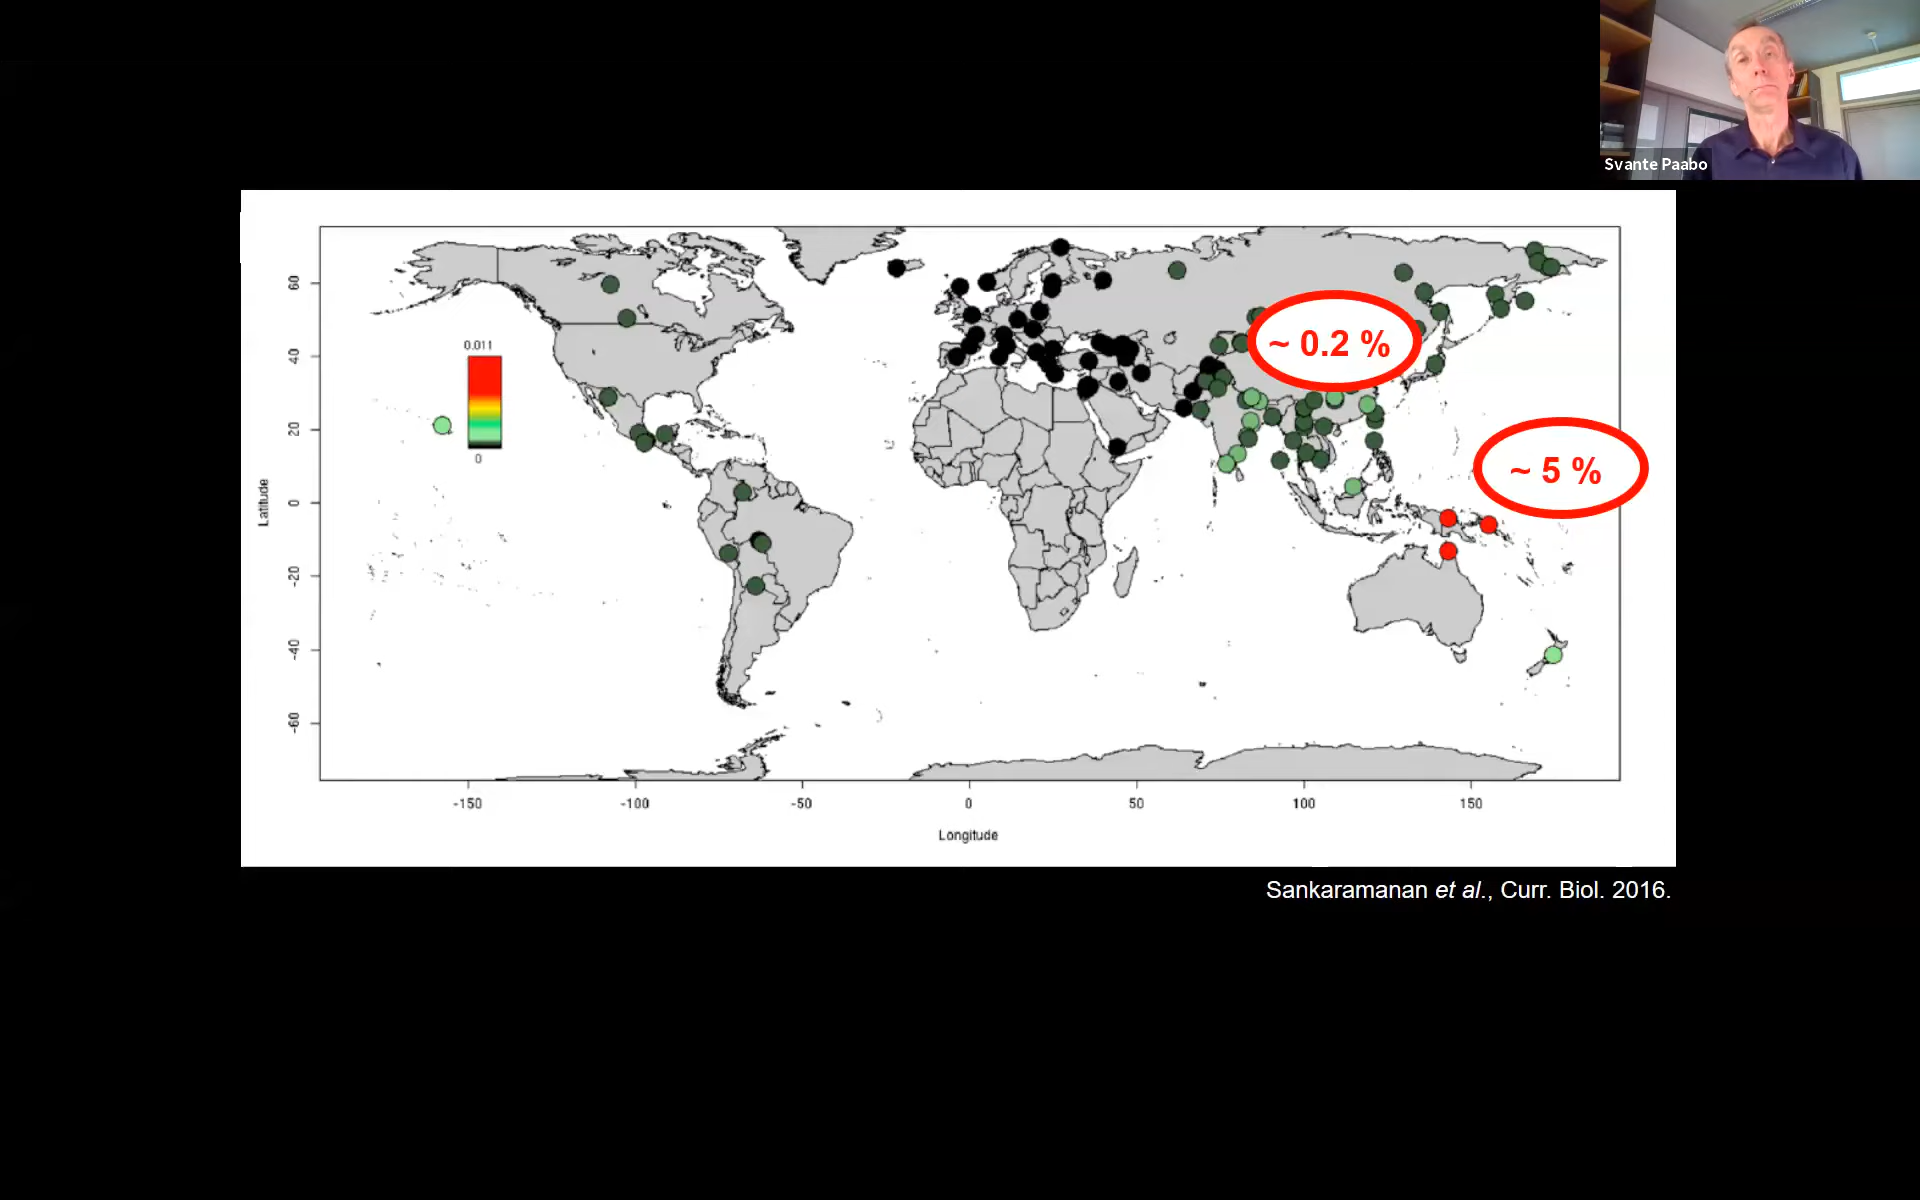 Svante Paabo
0.011
0
~ 0.2 %
~ 5 %
60
40
20
0
-20
-40
-60
Latitude
-150
-100
-50
0
50
100
150
Longitude
Sankaramanan et al., Curr. Biol. 2016.